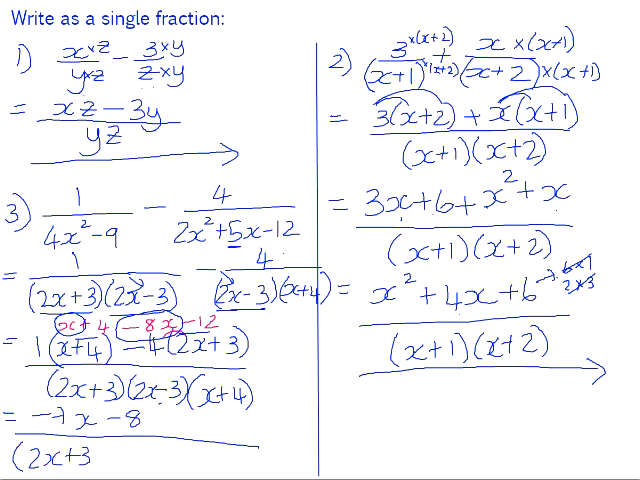 Write as a single fraction:
1) x ×z / y ×z − 3 ×y / z ×y
= xz − 3y / yz
2) 3 ×(x+2) / (x+1) ×(x+2) + x ×(x+1) / (x+2) ×(x+1)
= 3(x+2) + x(x+1) / (x+1)(x+2)
= 3x+6+x²+x / (x+1)(x+2)
= x² + 4x + 6 → 6×1 2×3 / (x+1)(x+2)
3) 1 / 4x²−9 − 4 / 2x²+5x−12
= 1 / (2x+3)(2x−3) − 4 / (2x−3)(x+4)
x+4 −8x −12
= 1(x+4) − 4(2x+3) / (2x+3)(2x−3)(x+4)
= −7x − 8 / (2x+3